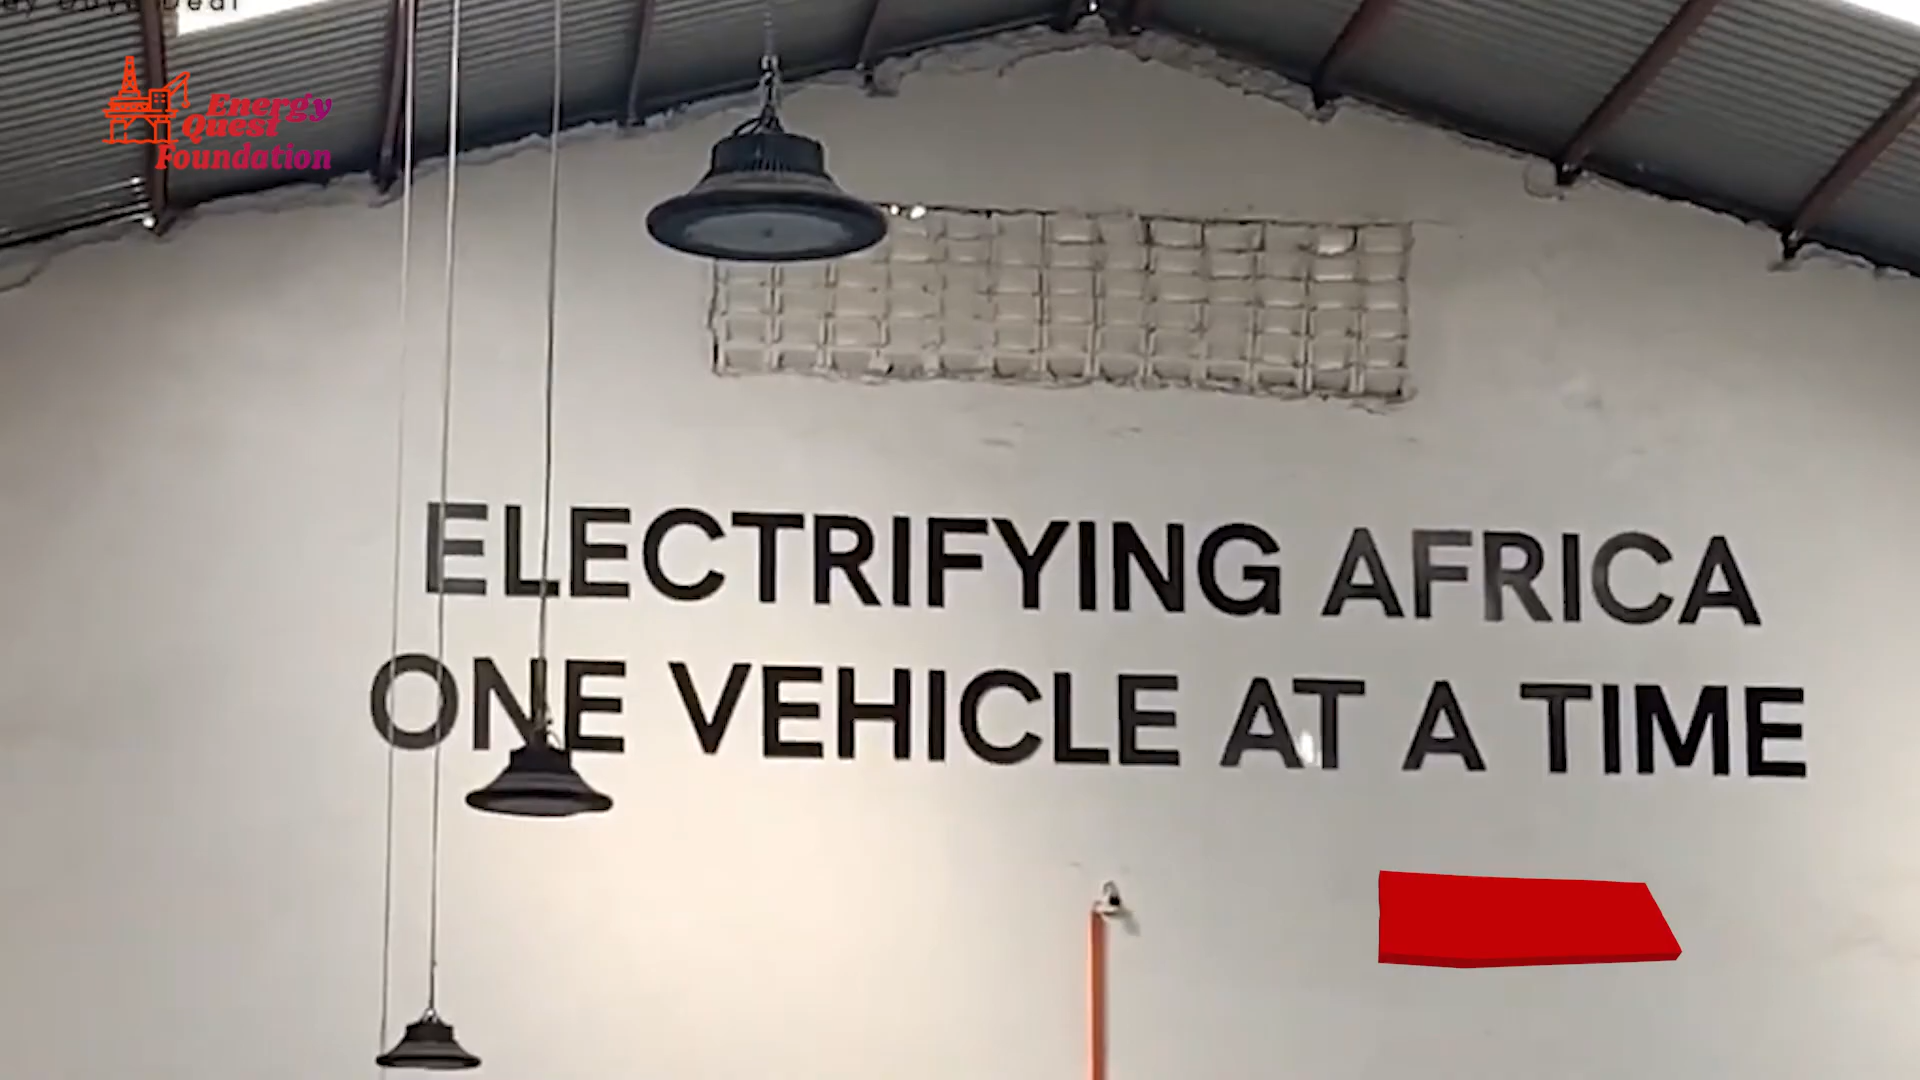 Energy
Quest
Foundation
ELECTRIFYING AFRICA
ONE VEHICLE AT A TIME